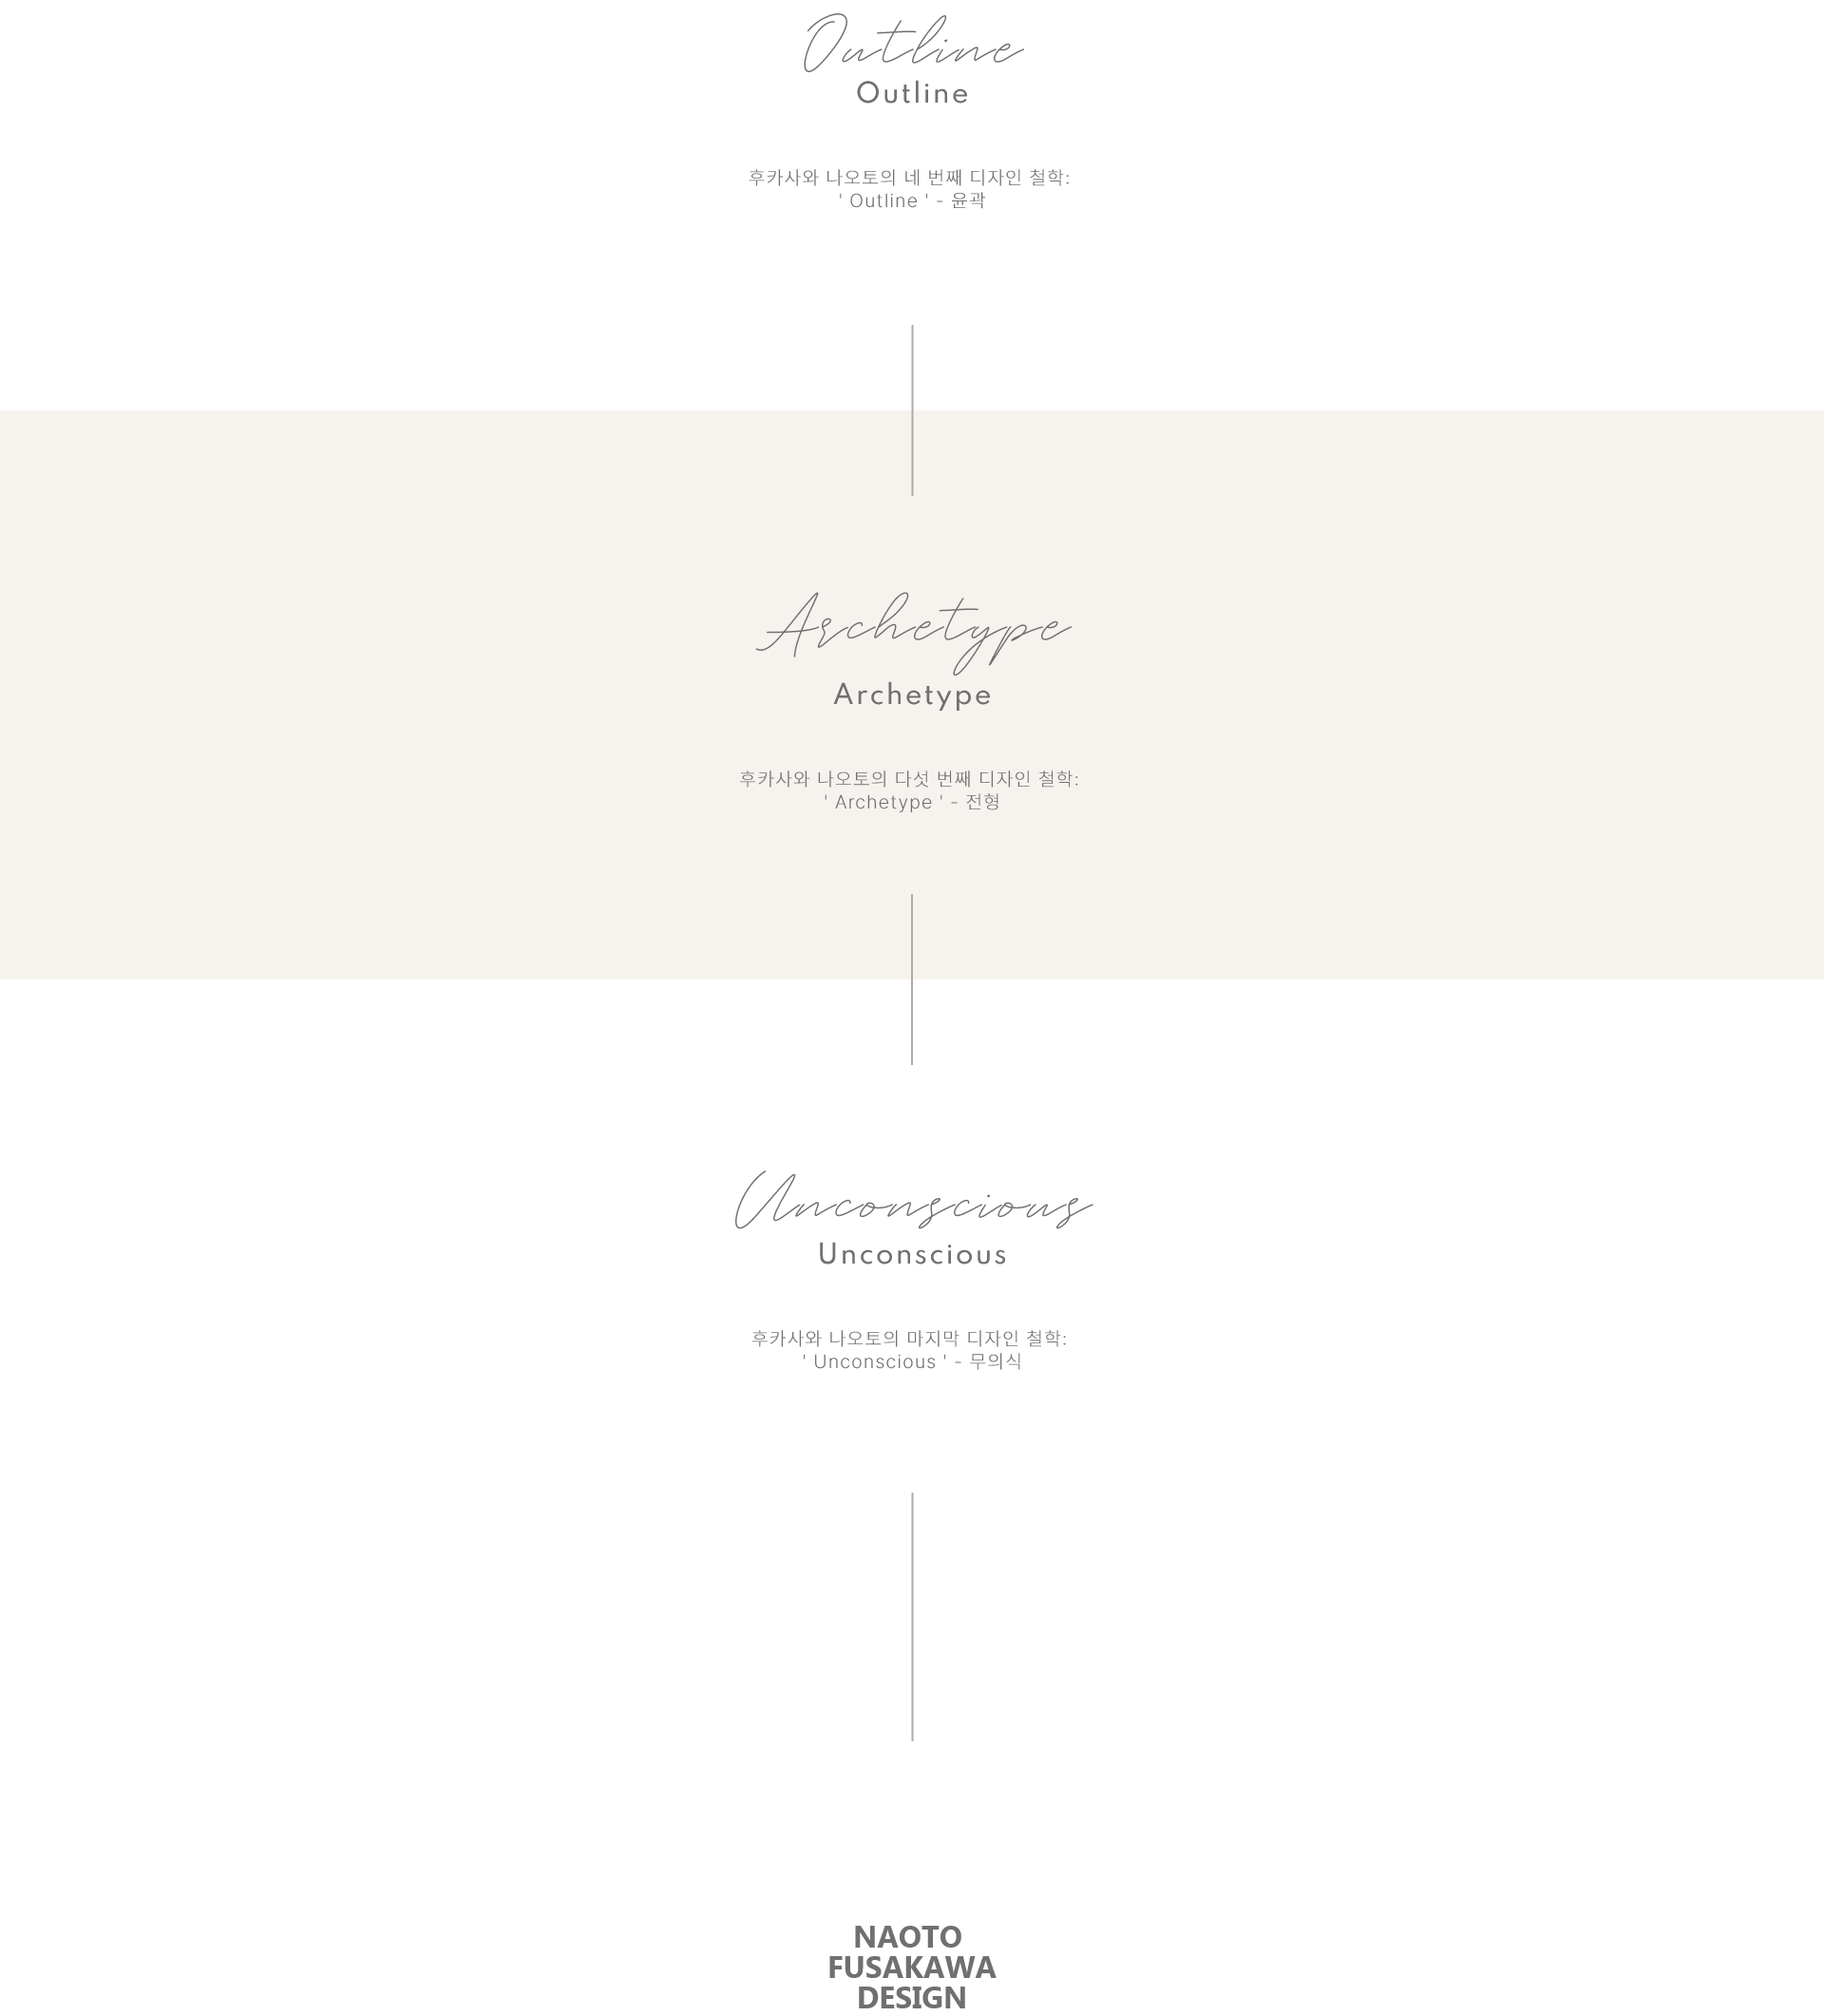 Outline
Outline
후카사와 나오토의 네 번째 디자인 철학:
' Outline ' - 윤곽
Archetype
Archetype
후카사와 나오토의 다섯 번째 디자인 철학:
' Archetype ' - 전형
Unconscious
Unconscious
후카사와 나오토의 마지막 디자인 철학:
' Unconscious ' - 무의식
NAOTO
FUSAKAWA
DESIGN